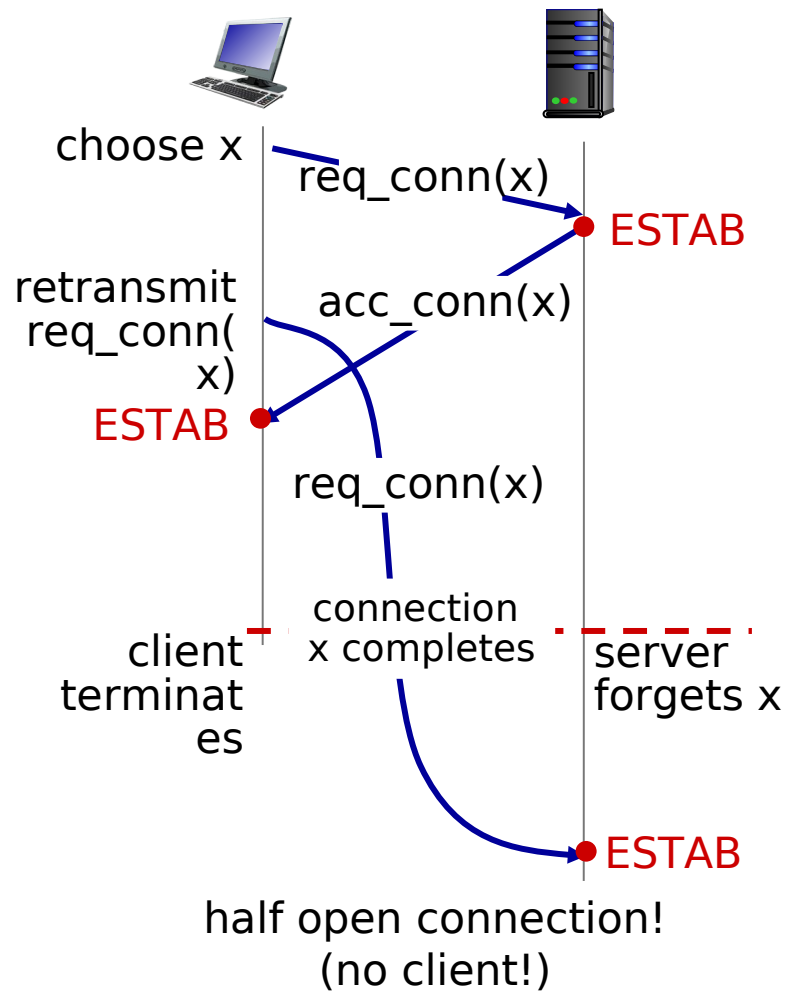 choose x
req_conn(x)
ESTAB
retransmit
req_conn(
x)
acc_conn(x)
ESTAB
req_conn(x)
connection
x completes
client
terminat
es
server
forgets x
ESTAB
half open connection!
(no client!)